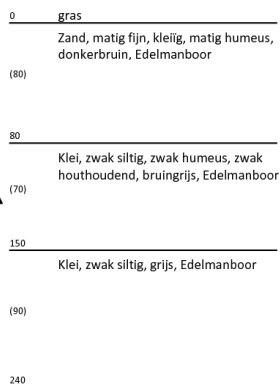 0 gras
Zand, matig fijn, kleiïg, matig humeus,
donkerbruin, Edelmanboor
(80)
80
Klei, zwak siltig, zwak humeus, zwak
houthoudend, bruingrijs, Edelmanboor
(70)
150
Klei, zwak siltig, grijs, Edelmanboor
(90)
240